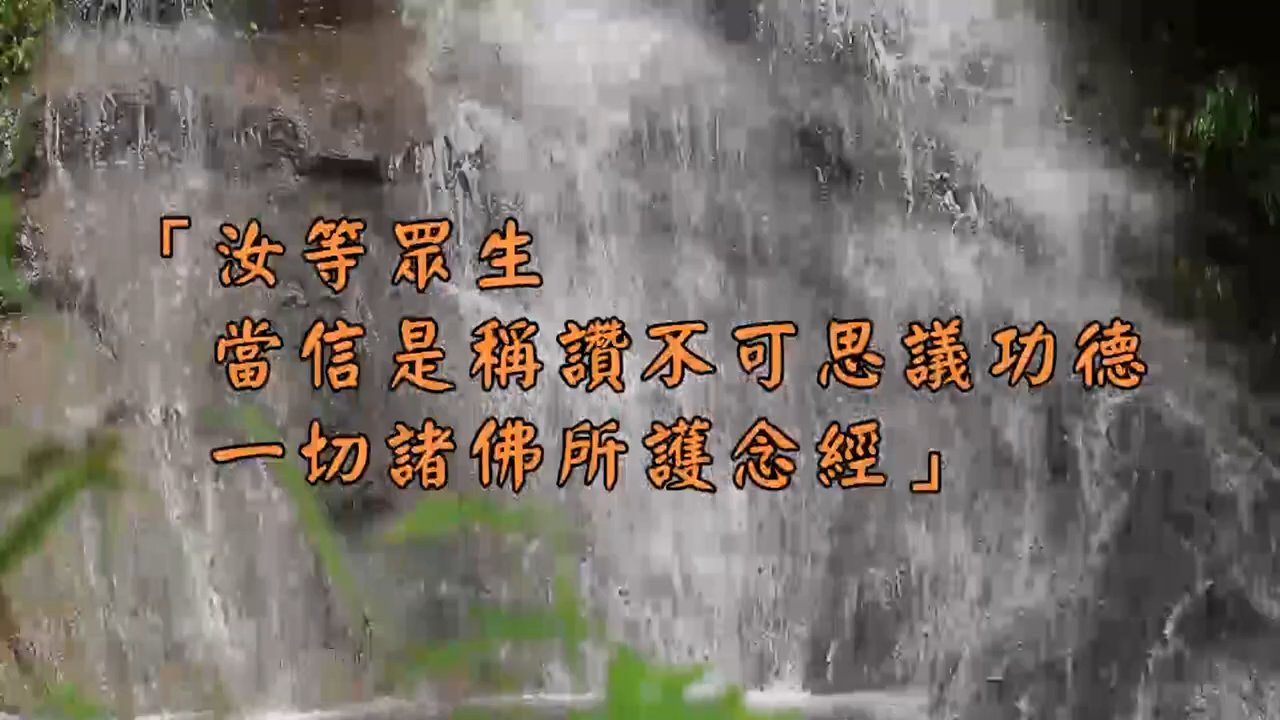 「汝等眾生
當信是稱讚不可思議功德
一切諸佛所護念經」